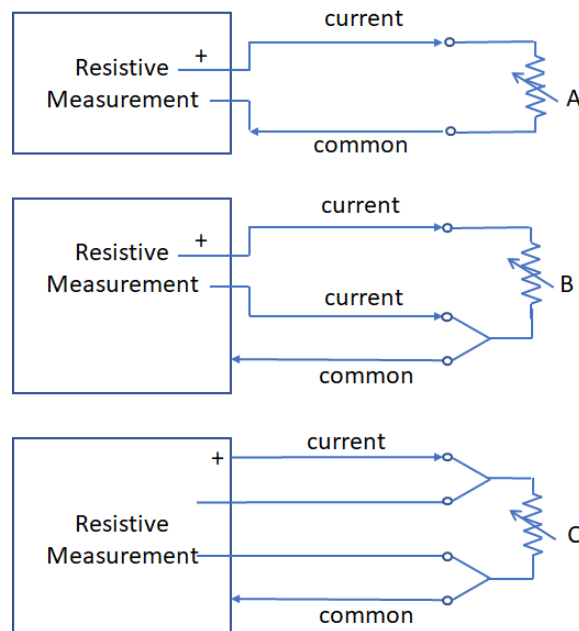 current
+
Resistive
Measurement
A
common
current
+
Resistive
Measurement
B
current
common
current
+
Resistive
Measurement
C
common